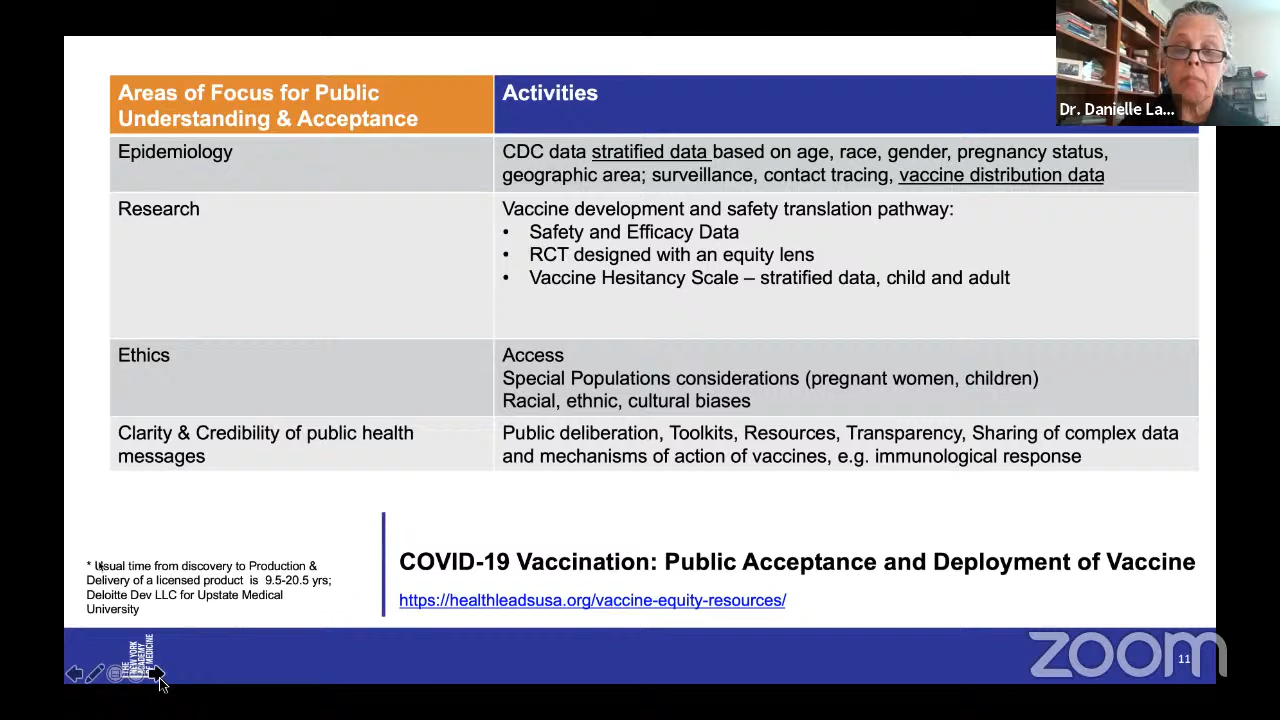 Areas of Focus for Public
Understanding & Acceptance
Activities
Dr. Danielle La...
Epidemiology
CDC data stratified data based on age, race, gender, pregnancy status,
geographic area; surveillance, contact tracing, vaccine distribution data
Research
Vaccine development and safety translation pathway:
• Safety and Efficacy Data
• RCT designed with an equity lens
• Vaccine Hesitancy Scale – stratified data, child and adult
Ethics
Access
Special Populations considerations (pregnant women, children)
Racial, ethnic, cultural biases
Clarity & Credibility of public health
messages
Public deliberation, Toolkits, Resources, Transparency, Sharing of complex data
and mechanisms of action of vaccines, e.g. immunological response
* Usual time from discovery to Production &
Delivery of a licensed product is 9.5-20.5 yrs;
Deloitte Dev LLC for Upstate Medical
University
COVID-19 Vaccination: Public Acceptance and Deployment of Vaccine
https://healthleadsusa.org/vaccine-equity-resources/
THE
NEW YORK
ACADEMY
OF MEDICINE
zoom
11